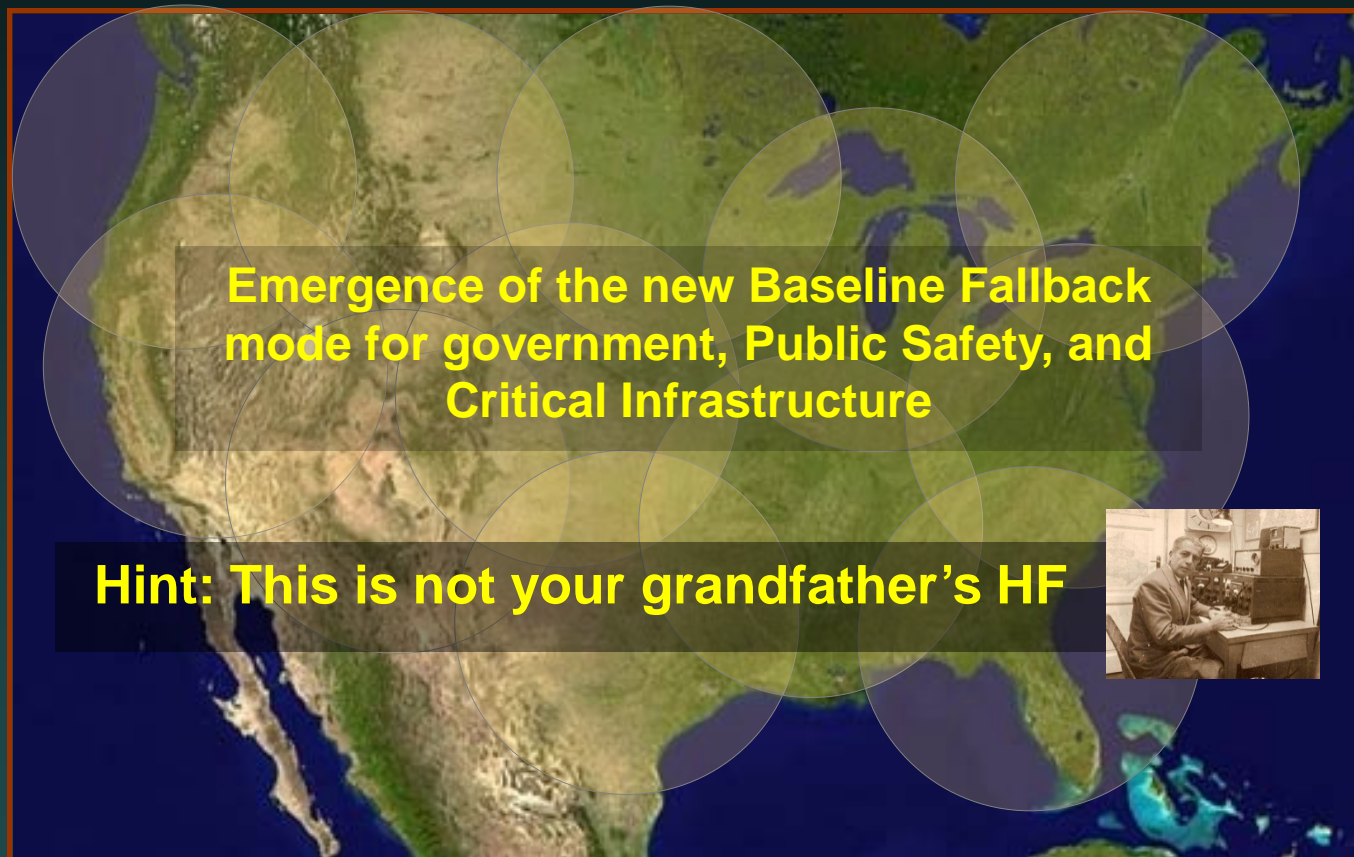 Emergence of the new Baseline Fallback
mode for government, Public Safety, and
Critical Infrastructure
Hint: This is not your grandfather’s HF